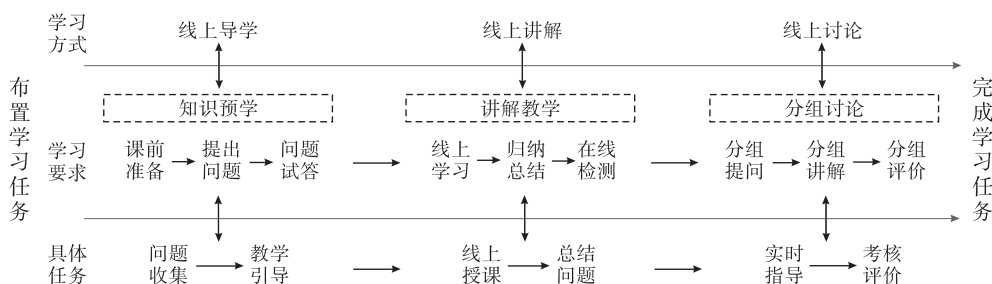 学习
方式
线上导学
线上讲解
线上讨论
布置学习任务
知识预学
讲解教学
分组讨论
完成学习任务
学习
要求
课前
准备
提出
问题
问题
试答
线上
学习
归纳
总结
在线
检测
分组
提问
分组
讲解
分组
评价
具体
任务
问题
收集
教学
引导
线上
授课
总结
问题
实时
指导
考核
评价